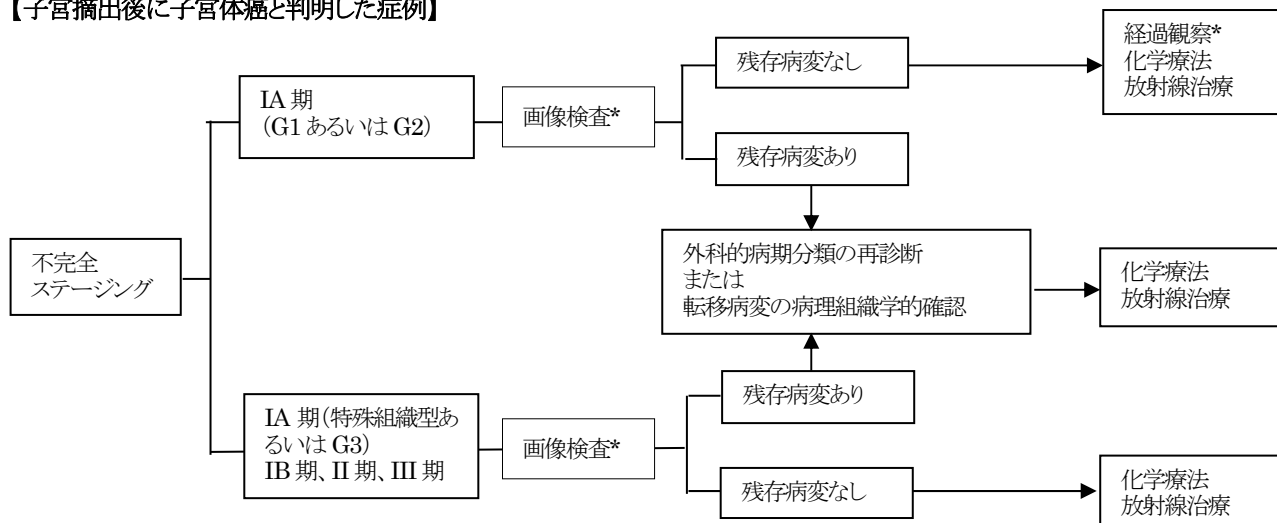 【子宮摘出後に子宮体癌と判明した症例】
不完全
ステージング
IA 期
(G1 あるいは G2)
画像検査*
残存病変なし
経過観察*
化学療法
放射線治療
残存病変あり
外科的病期分類の再診断
または
転移病変の病理組織学的確認
化学療法
放射線治療
IA 期(特殊組織型あ
るいは G3)
IB 期、II 期、III 期
画像検査*
残存病変あり
残存病変なし
化学療法
放射線治療